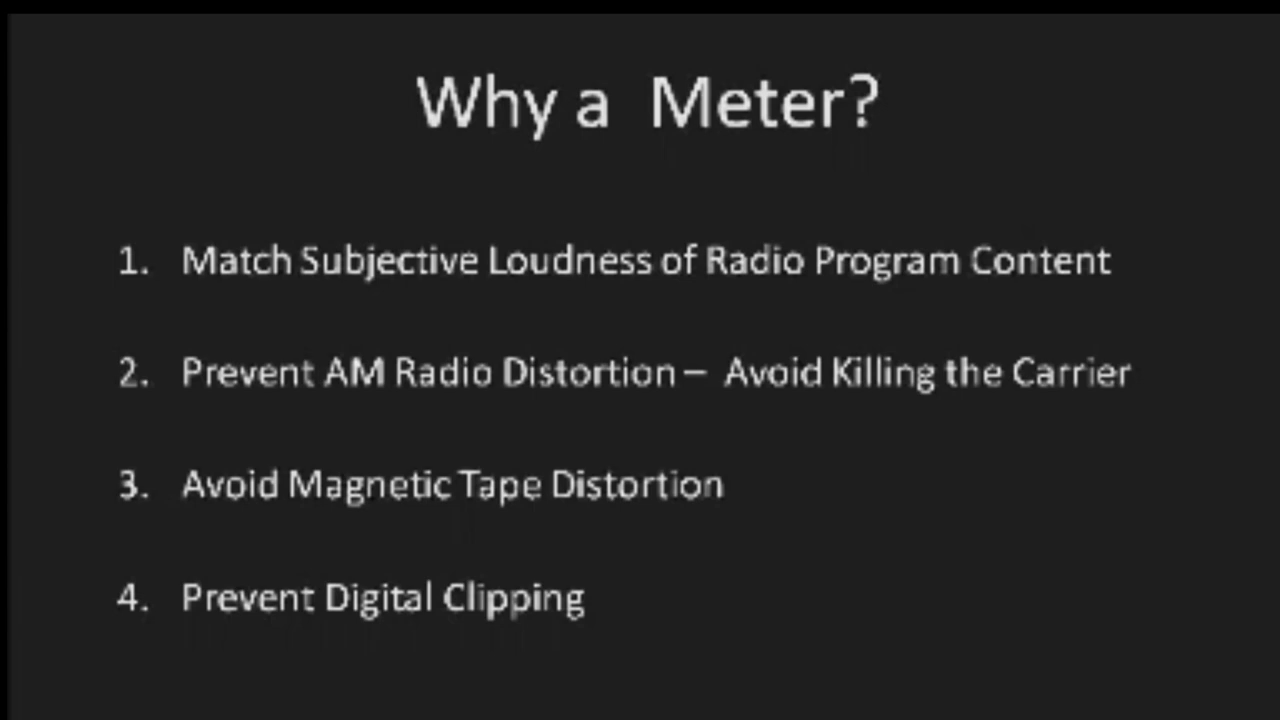 Why a  Meter?
1. Match Subjective Loudness of Radio Program Content
2. Prevent AM Radio Distortion –  Avoid Killing the Carrier
3. Avoid Magnetic Tape Distortion
4. Prevent Digital Clipping